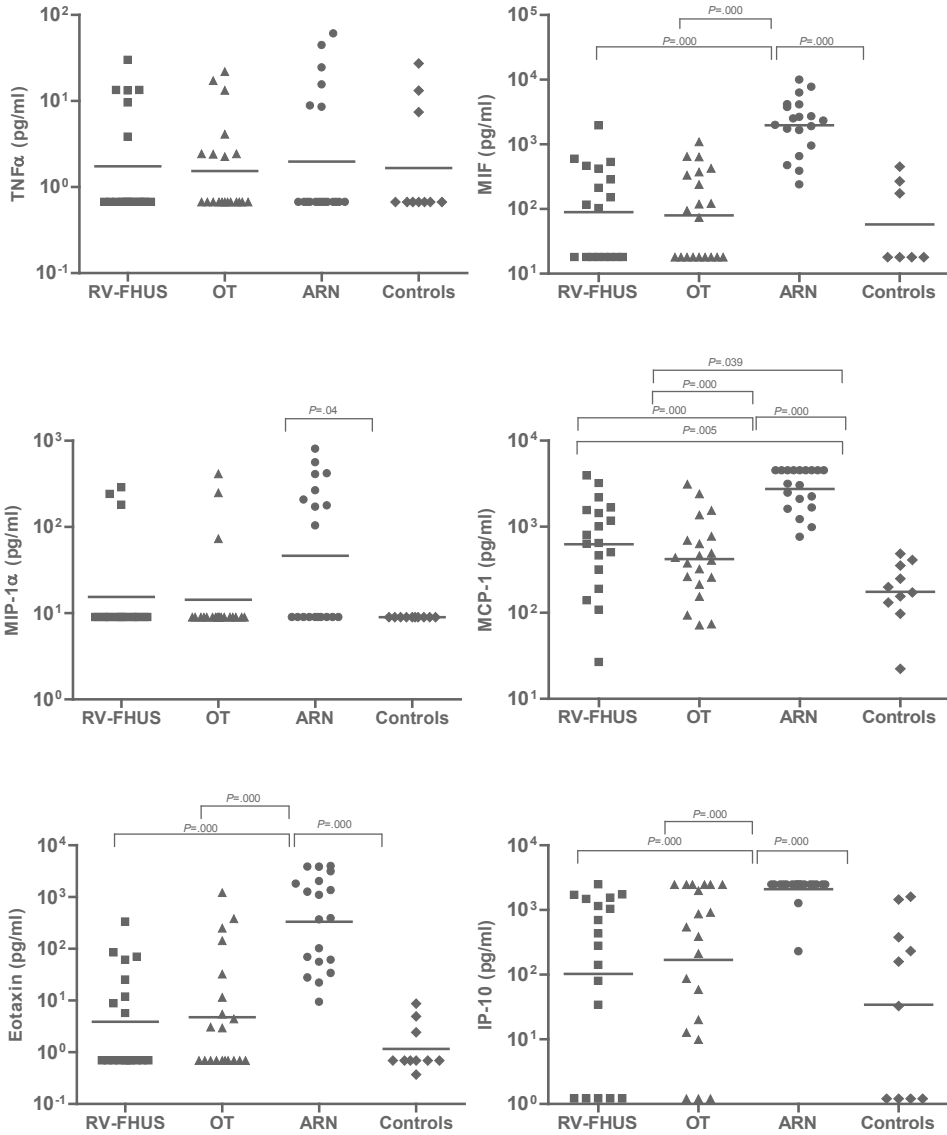 TNFα (pg/ml)
10²
10¹
10⁰
10⁻¹
RV-FHUS OT ARN Controls
MIF (pg/ml)
P=.000
P=.000 P=.000
10⁵
10⁴
10³
10²
10¹
RV-FHUS OT ARN Controls
MIP-1α (pg/ml)
P=.04
10³
10²
10¹
10⁰
RV-FHUS OT ARN Controls
MCP-1 (pg/ml)
P=.039
P=.000
P=.000 P=.000
P=.005
10⁴
10³
10²
10¹
RV-FHUS OT ARN Controls
Eotaxin (pg/ml)
P=.000
P=.000 P=.000
10⁴
10³
10²
10¹
10⁰
10⁻¹
RV-FHUS OT ARN Controls
IP-10 (pg/ml)
P=.000
P=.000 P=.000
10⁴
10³
10²
10¹
10⁰
RV-FHUS OT ARN Controls